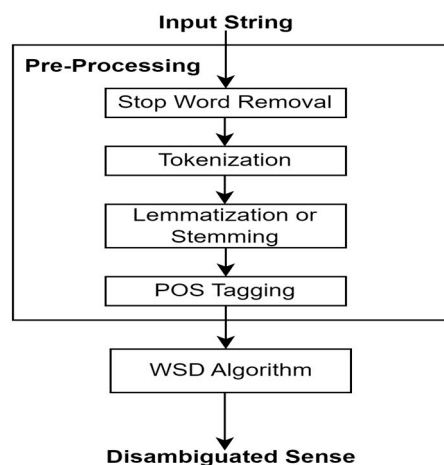 Input String
Pre-Processing
Stop Word Removal
Tokenization
Lemmatization or
Stemming
POS Tagging
WSD Algorithm
Disambiguated Sense